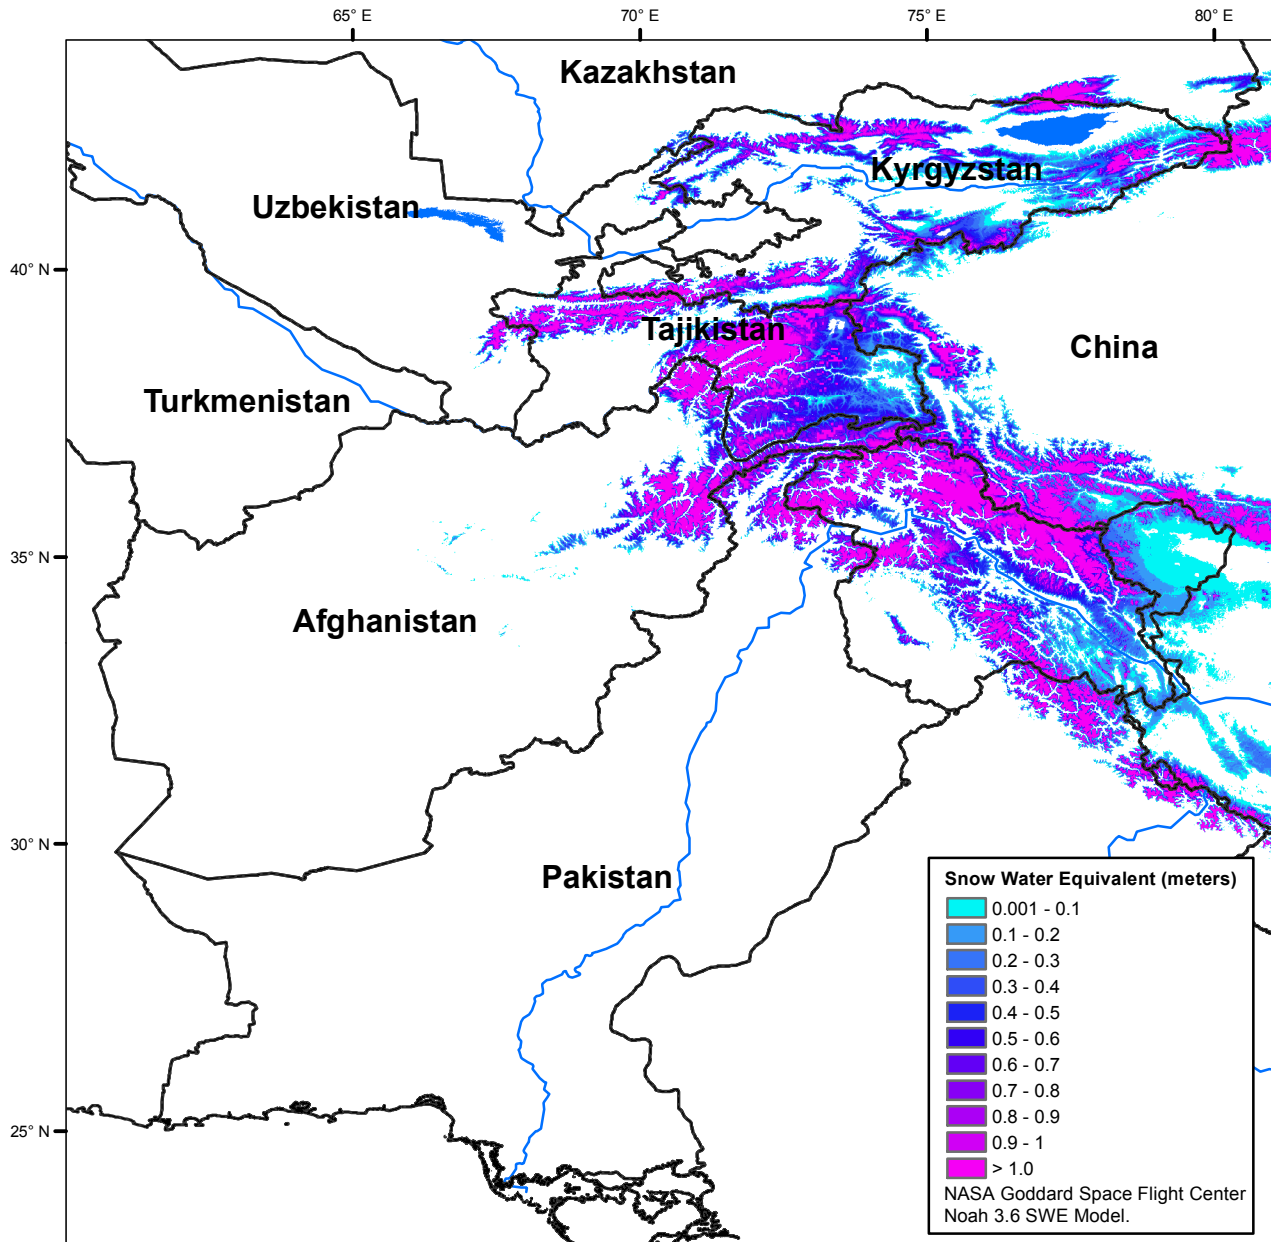 65° E
70° E
75° E
80° E
Kazakhstan
Kyrgyzstan
Uzbekistan
40° N
Tajikistan
China
Turkmenistan
35° N
Afghanistan
30° N
Pakistan
25° N
Snow Water Equivalent (meters)
0.001 - 0.1
0.1 - 0.2
0.2 - 0.3
0.3 - 0.4
0.4 - 0.5
0.5 - 0.6
0.6 - 0.7
0.7 - 0.8
0.8 - 0.9
0.9 - 1
> 1.0
NASA Goddard Space Flight Center
Noah 3.6 SWE Model.